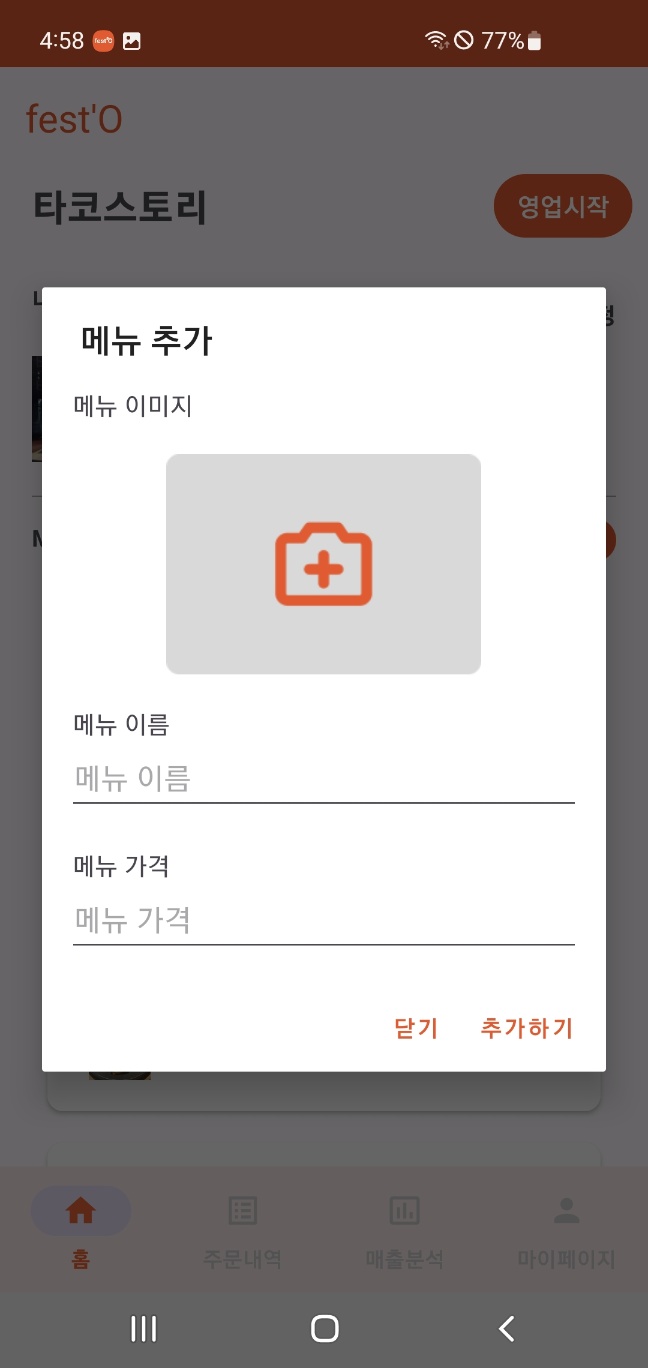 4:58 77%
fest'O
타코스토리 영업시작
메뉴 추가
메뉴 이미지
메뉴 이름
메뉴 이름
메뉴 가격
메뉴 가격
닫기 추가하기
홈 주문내역 매출분석 마이페이지